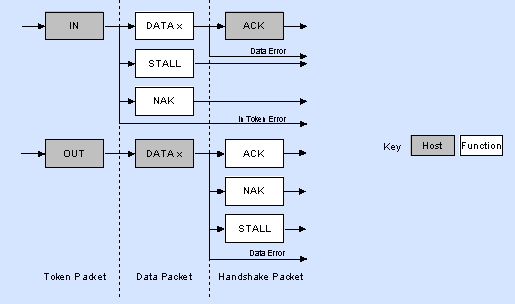 IN
DATA x
ACK
Data Error
STALL
NAK
In Token Error
OUT
DATA x
ACK
Key
Host
Function
NAK
STALL
Data Error
Token Packet
Data Packet
Handshake Packet